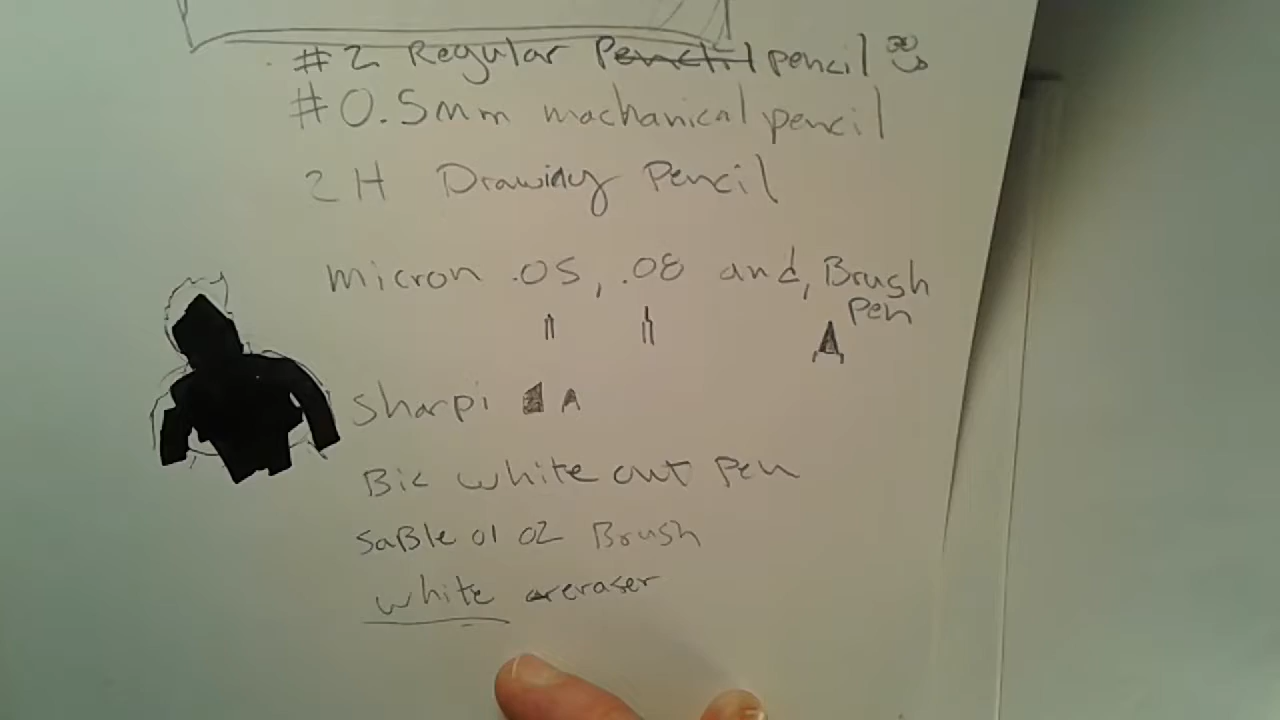 #2 Regular Pencil pencil
#0.5mm machanical pencil
2H Drawing Pencil
micron .05, .08 and, Brush
Pen
sharpi
Bic white out Pen
SaBle 01 02 Brush
white eraser